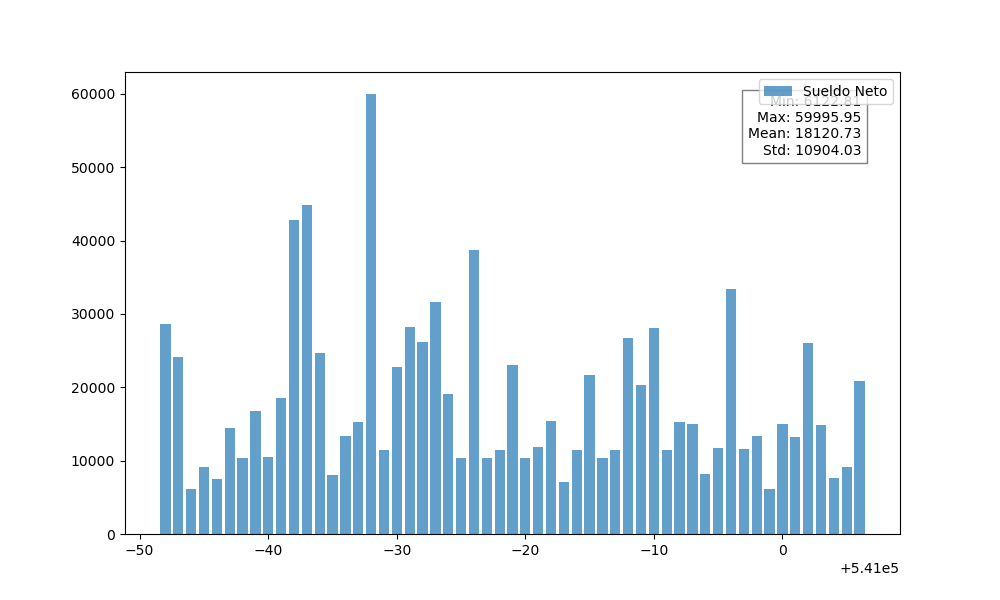 60000
50000
40000
30000
20000
10000
0
Sueldo Neto
Min: 6122.81
Max: 59995.95
Mean: 18120.73
Std: 10904.03
−50 −40 −30 −20 −10 0
+5.41e5